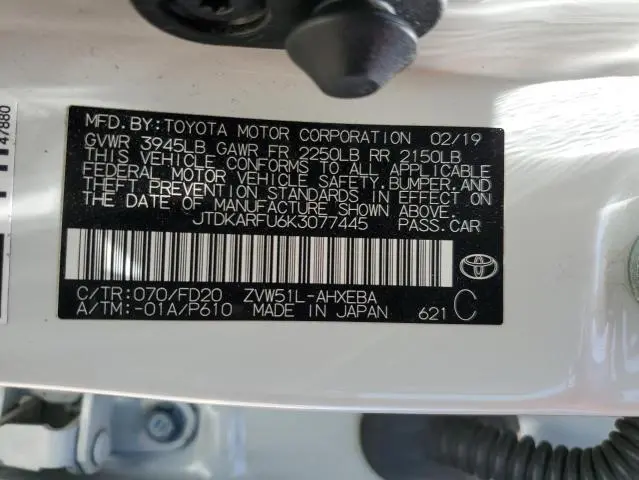 MFD.BY:TOYOTA MOTOR CORPORATION 02/19
GVWR 3945LB GAWR FR 2250LB RR 2150LB
THIS VEHICLE CONFORMS TO ALL APPLICABLE
FEDERAL MOTOR VEHICLE SAFETY,BUMPER,AND
THEFT PREVENTION STANDARDS IN EFFECT ON
THE DATE OF MANUFACTURE SHOWN ABOVE.
JTDKARFU6K3077445 PASS.CAR
C/TR:070/FD20 ZVW51L-AHXEBA
A/TM:-01A/P610 MADE IN JAPAN 621 C
47880